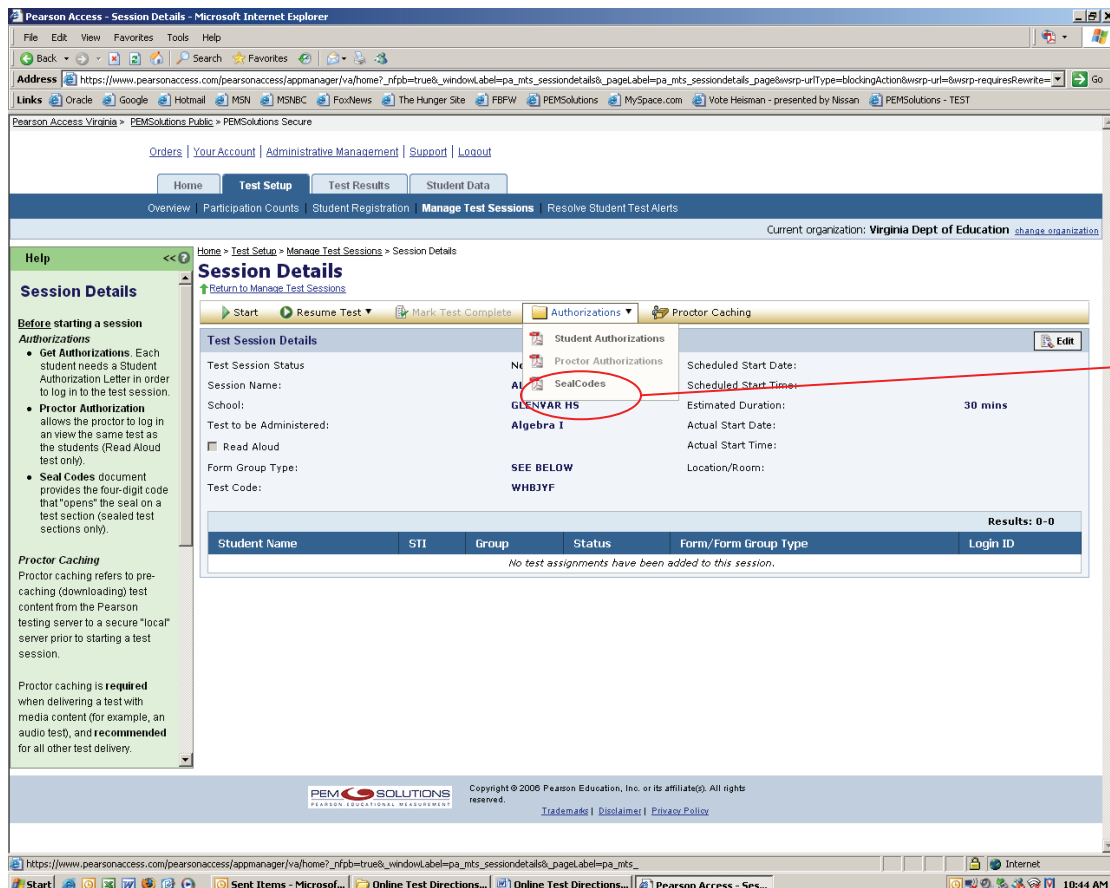 Pearson Access - Session Details - Microsoft Internet Explorer
File Edit View Favorites Tools Help
Back Search Favorites
Address https://www.pearsonaccess.com/pearsonaccess/appmanager/va/home?_nfpb=true&_windowLabel=pa_mts_sessiondetails&_pageLabel=pa_mts_sessiondetails_page&wsrp-urlType=blockingAction&wsrp-url=&wsrp-requiresRewrite= Go
Links Oracle Google Hotmail MSN MSNBC FoxNews The Hunger Site FBFW PEMSolutions MySpace.com Vote Heisman - presented by Nissan PEMSolutions - TEST
Pearson Access Virginia > PEMSolutions Public > PEMSolutions Secure
Orders | Your Account | Administrative Management | Support | Logout
Home Test Setup Test Results Student Data
Overview | Participation Counts | Student Registration | Manage Test Sessions | Resolve Student Test Alerts
Current organization: Virginia Dept of Education change organization
Help <<
Session Details
Before starting a session
Authorizations
• Get Authorizations. Each
student needs a Student
Authorization Letter in order
to log in to the test session.
• Proctor Authorization
allows the proctor to log in
an view the same test as
the students (Read Aloud
test only).
• Seal Codes document
provides the four-digit code
that "opens" the seal on a
test section (sealed test
sections only).
Proctor Caching
Proctor caching refers to pre-
caching (downloading) test
content from the Pearson
testing server to a secure "local"
server prior to starting a test
session.
Proctor caching is required
when delivering a test with
media content (for example, an
audio test), and recommended
for all other test delivery.
Home > Test Setup > Manage Test Sessions > Session Details
Session Details
Return to Manage Test Sessions
Start Resume Test ▼ Mark Test Complete Authorizations ▼ Proctor Caching
Student Authorizations
Proctor Authorizations
SealCodes
Test Session Details Edit
Test Session Status Scheduled Start Date:
Session Name: Scheduled Start Time:
School: GLENVAR HS Estimated Duration: 30 mins
Test to be Administered: Algebra I Actual Start Date:
Read Aloud Actual Start Time:
Form Group Type: SEE BELOW Location/Room:
Test Code: WHBJYF
Results: 0-0
Student Name STI Group Status Form/Form Group Type Login ID
No test assignments have been added to this session.
PEM SOLUTIONS
PEARSON EDUCATIONAL MEASUREMENT
Copyright © 2006 Pearson Education, Inc. or its affiliate(s). All rights
reserved.
Trademarks | Disclaimer | Privacy Policy
https://www.pearsonaccess.com/pearsonaccess/appmanager/va/home?_nfpb=true&_windowLabel=pa_mts_sessiondetails&_pageLabel=pa_mts_ Internet
Start Sent Items - Microsof... Online Test Directions... Online Test Directions... Pearson Access - Ses... 10:44 AM